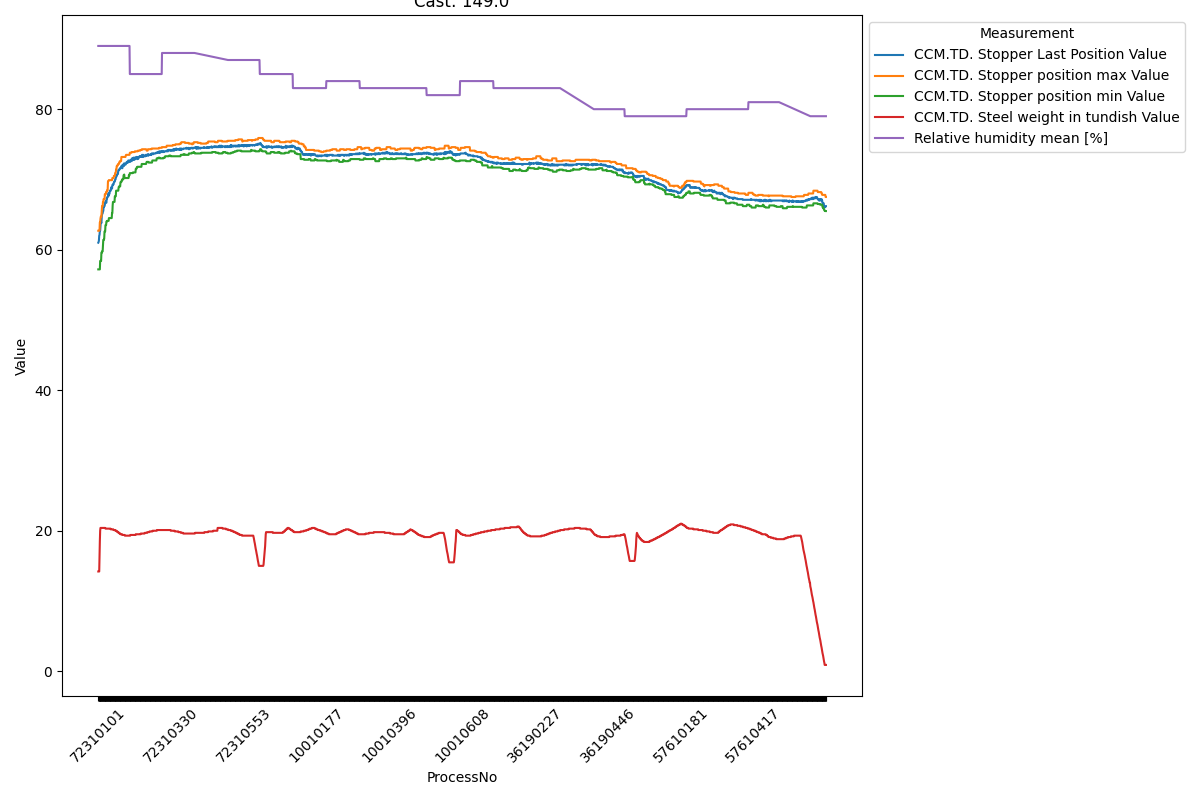 Cast: 149.0
Measurement
CCM.TD. Stopper Last Position Value
CCM.TD. Stopper position max Value
CCM.TD. Stopper position min Value
CCM.TD. Steel weight in tundish Value
Relative humidity mean [%]
Value
80
60
40
20
0
72310101
72310330
72310553
10010177
10010396
10010608
36190227
36190446
57610181
57610417
ProcessNo